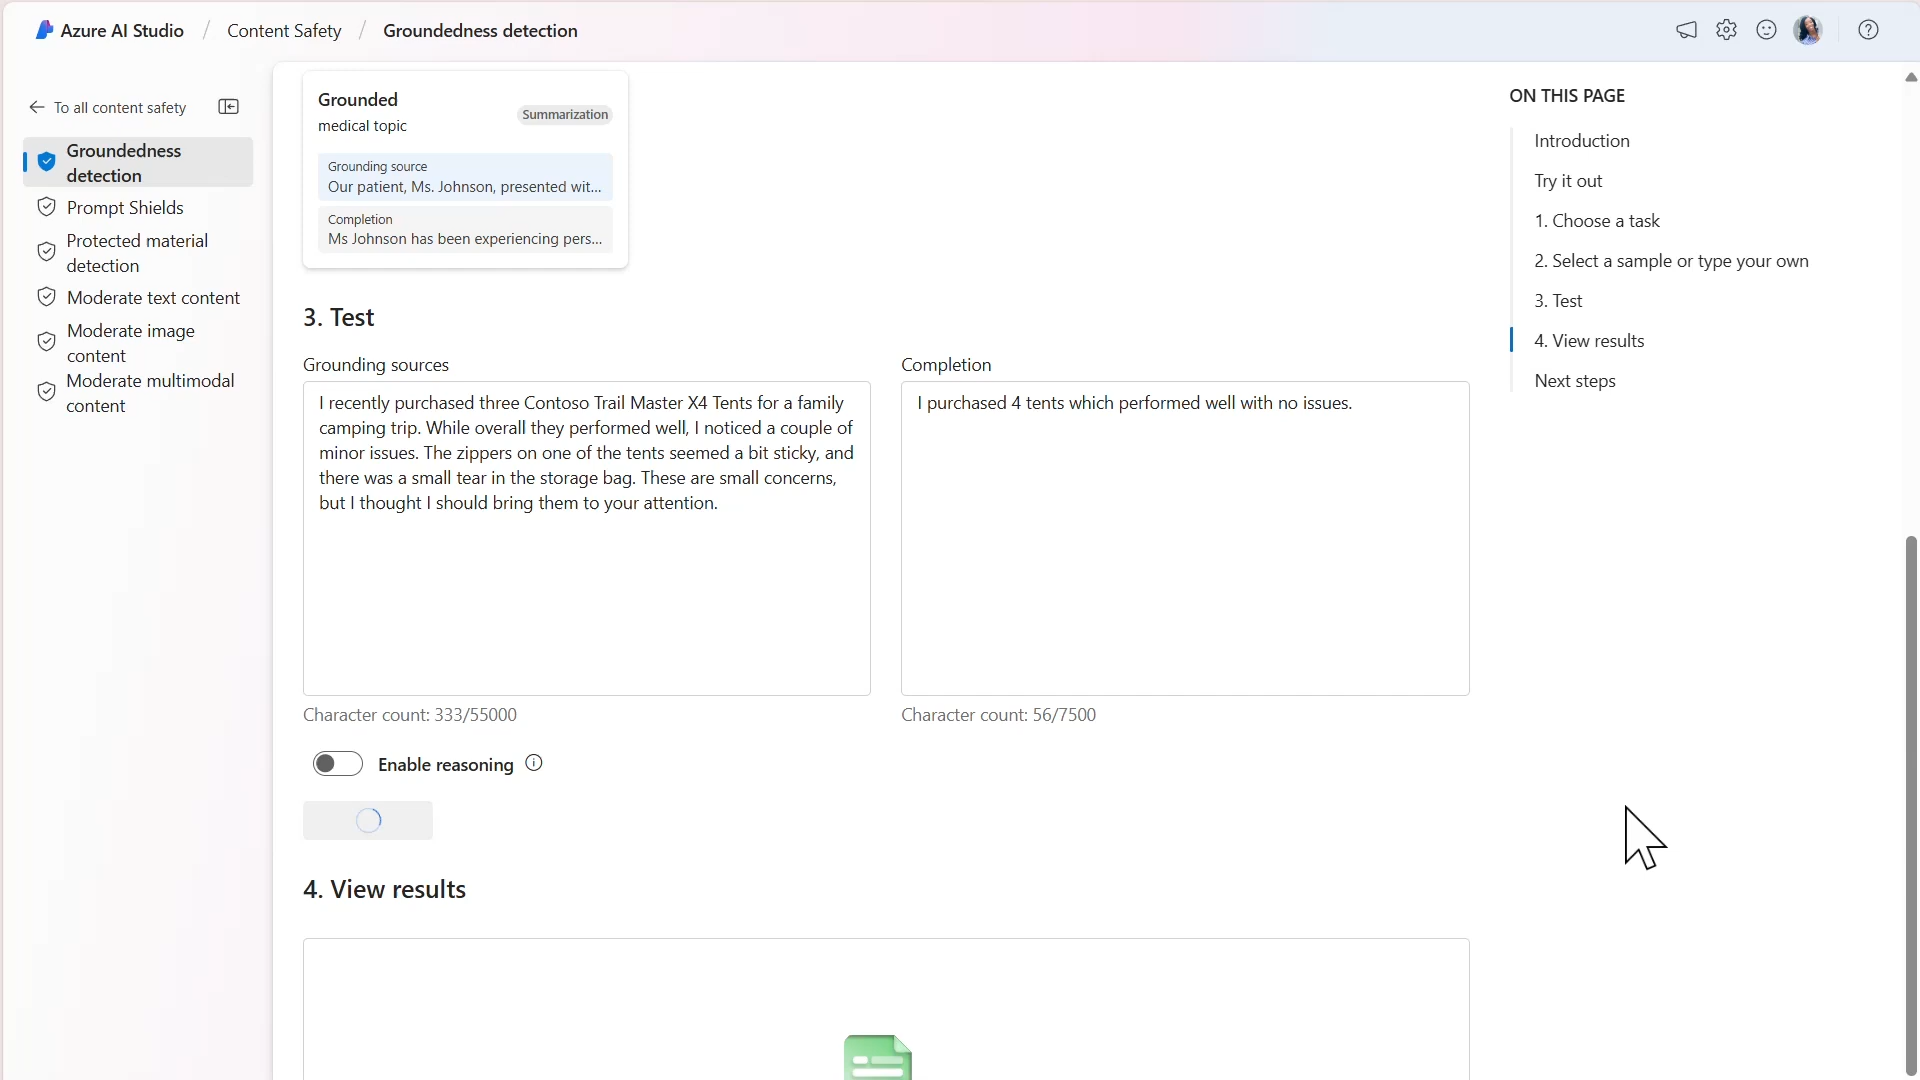 Azure AI Studio / Content Safety / Groundedness detection
To all content safety
Groundedness
detection
Prompt Shields
Protected material
detection
Moderate text content
Moderate image
content
Moderate multimodal
content
Grounded
medical topic
Summarization
Grounding source
Our patient, Ms. Johnson, presented wit...
Completion
Ms Johnson has been experiencing pers...
3. Test
Grounding sources
I recently purchased three Contoso Trail Master X4 Tents for a family
camping trip. While overall they performed well, I noticed a couple of
minor issues. The zippers on one of the tents seemed a bit sticky, and
there was a small tear in the storage bag. These are small concerns,
but I thought I should bring them to your attention.
Character count: 333/55000
Completion
I purchased 4 tents which performed well with no issues.
Character count: 56/7500
Enable reasoning
4. View results
ON THIS PAGE
Introduction
Try it out
1. Choose a task
2. Select a sample or type your own
3. Test
4. View results
Next steps